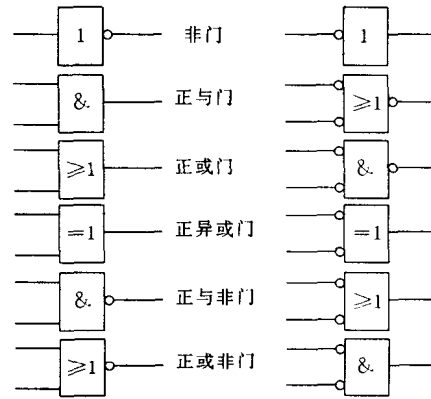 1 非门 1
& 正与门 ≥1
≥1 正或门 &
=1 正异或门 =1
& 正与非门 ≥1
≥1 正或非门 &